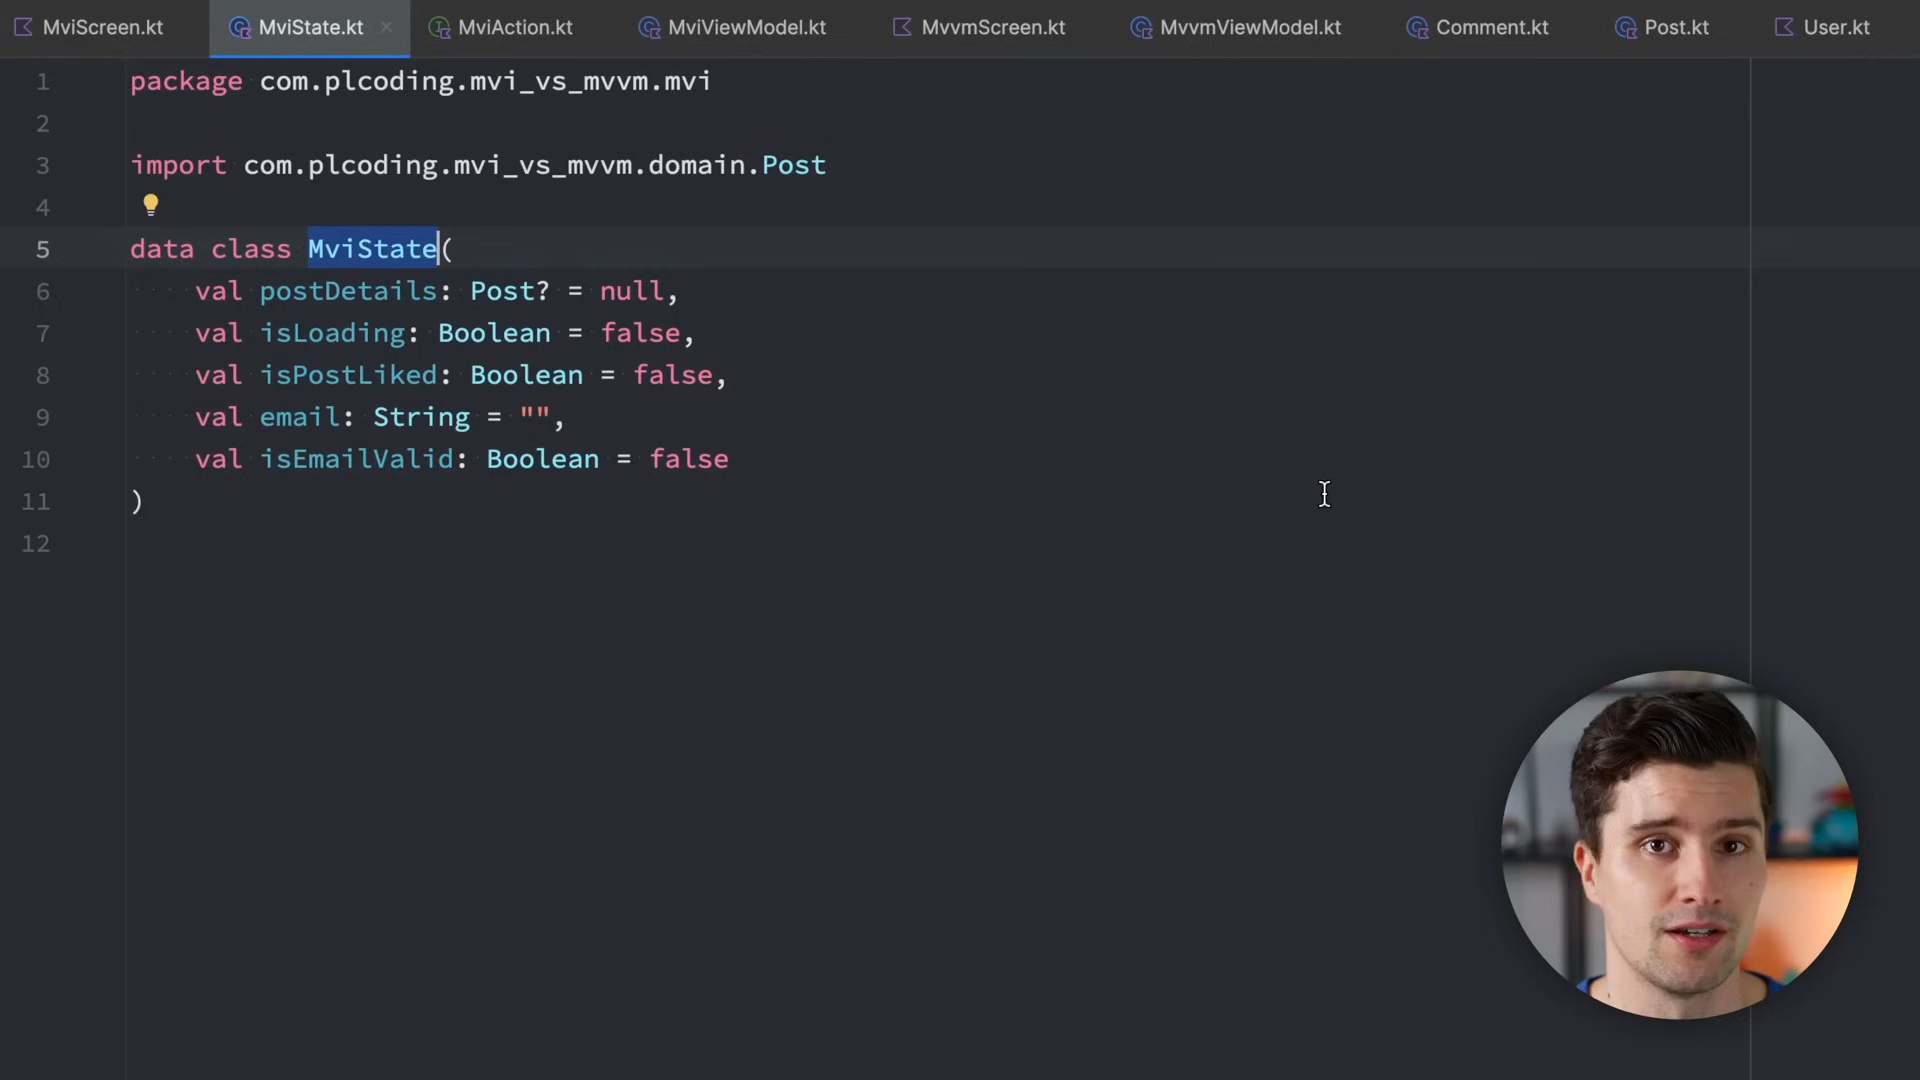 MviScreen.kt MviState.kt MviAction.kt MviViewModel.kt MvvmScreen.kt MvvmViewModel.kt Comment.kt Post.kt User.kt
1 package com.plcoding.mvi_vs_mvvm.mvi
2
3 import com.plcoding.mvi_vs_mvvm.domain.Post
4
5 data class MviState(
6 val postDetails: Post? = null,
7 val isLoading: Boolean = false,
8 val isPostLiked: Boolean = false,
9 val email: String = "",
10 val isEmailValid: Boolean = false
11 )
12